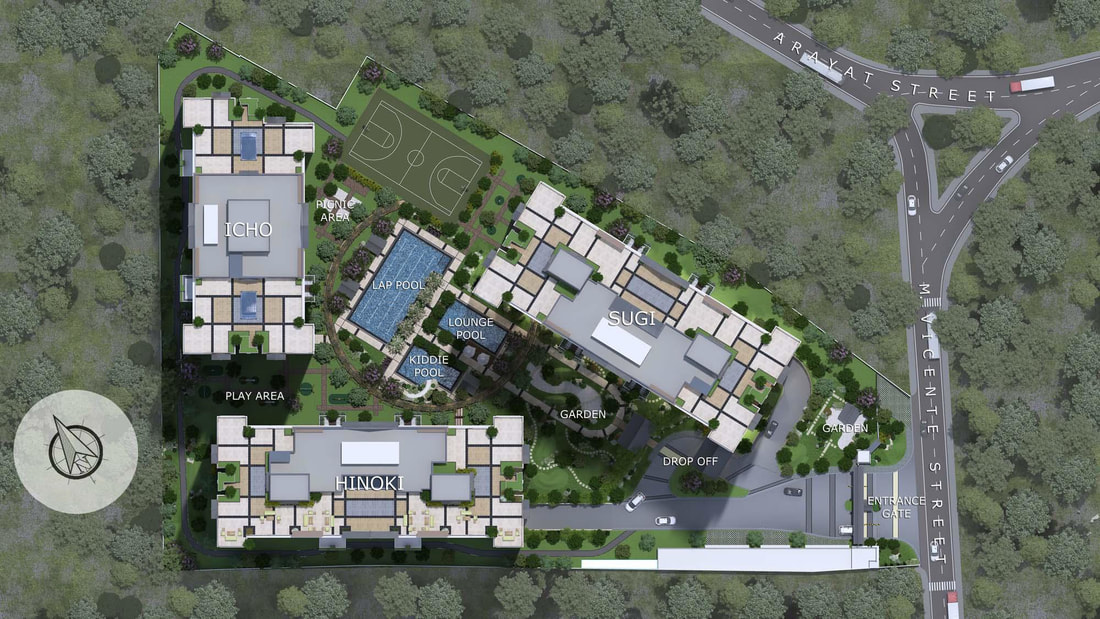 ARAYAT STREET
PICNIC
AREA
ICHO
LAP POOL
LOUNGE
POOL
SUGI
KIDDIE
POOL
M. VICENTE STREET
PLAY AREA
GARDEN
GARDEN
DROP OFF
HINOKI
ENTRANCE
GATE